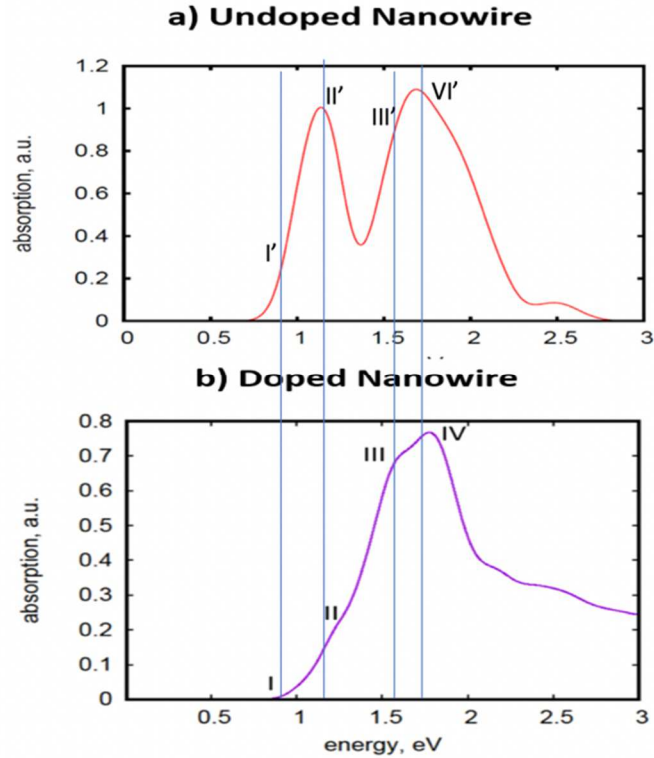 a) Undoped Nanowire
1.2
1
0.8
0.6
0.4
0.2
0
absorption, a.u.
I’
II’
III’
VI’
0 0.5 1 1.5 2 2.5 3
b) Doped Nanowire
0.8
0.7
0.6
0.5
0.4
0.3
0.2
0.1
0
absorption, a.u.
I
II
III
IV
0.5 1 1.5 2 2.5 3
energy, eV